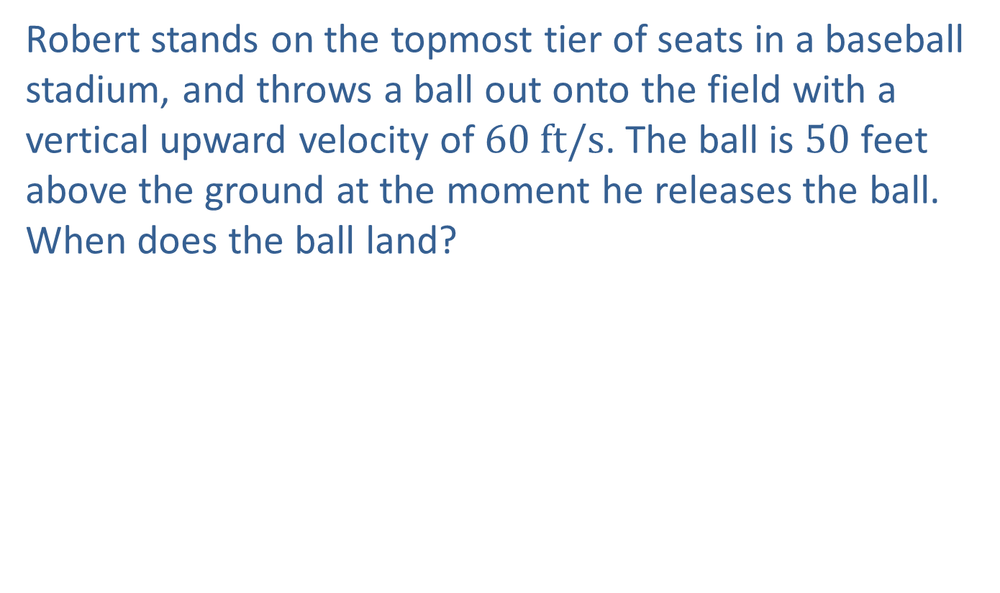 Robert stands on the topmost tier of seats in a baseball
stadium, and throws a ball out onto the field with a
vertical upward velocity of 60 ft/s. The ball is 50 feet
above the ground at the moment he releases the ball.
When does the ball land?